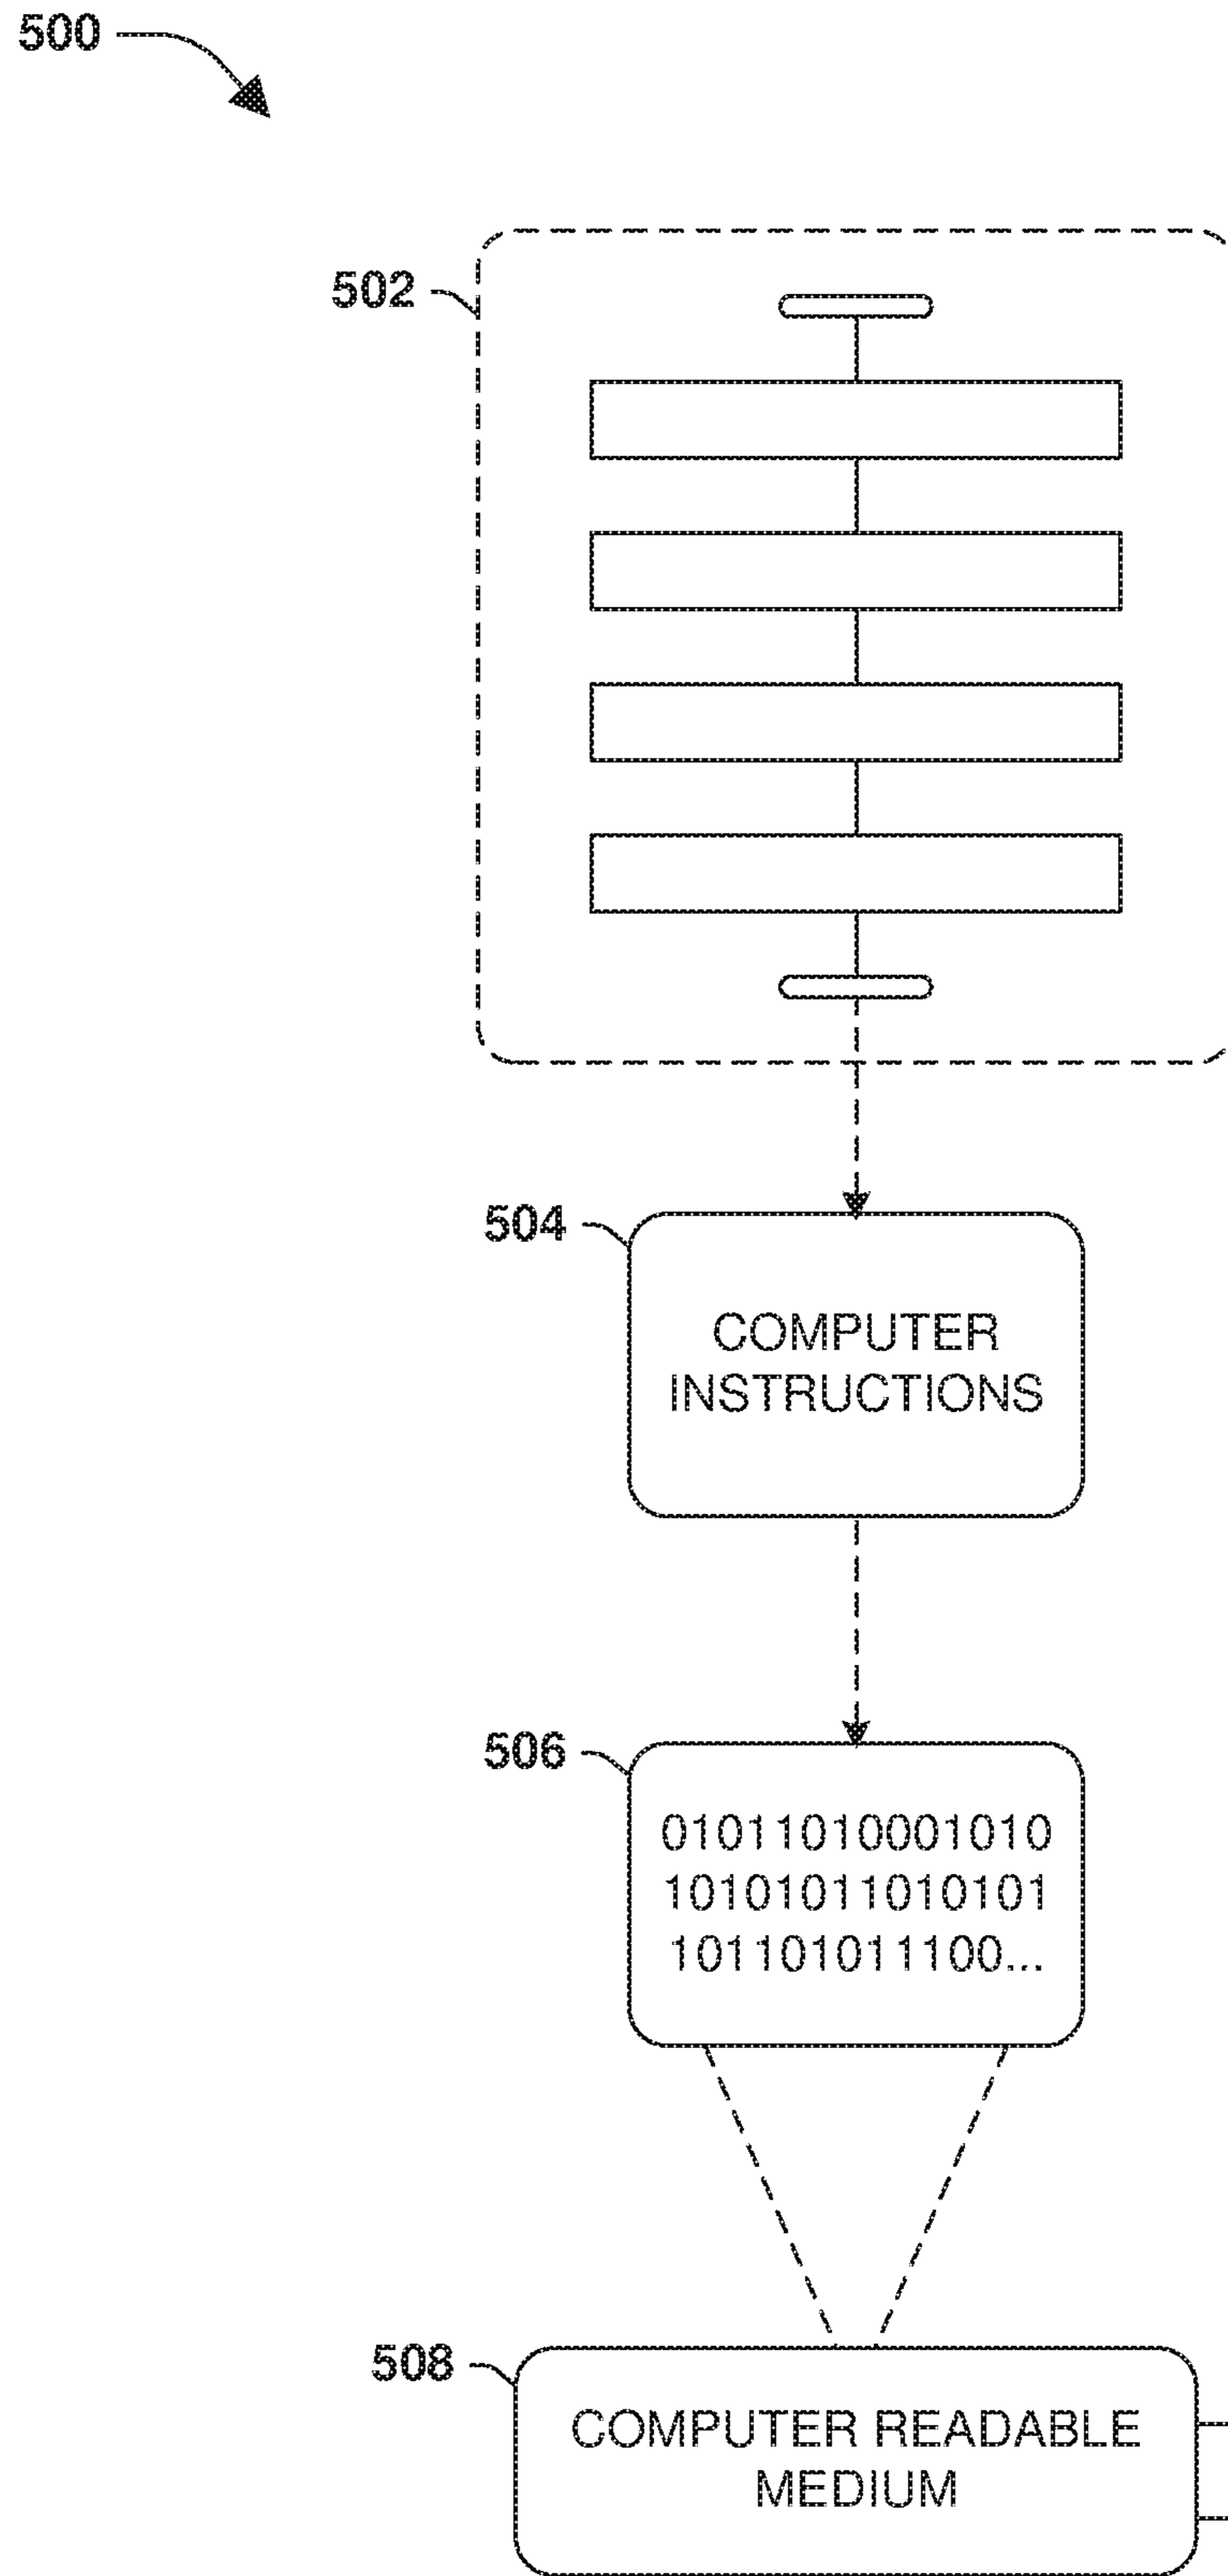 500
502
504
COMPUTER
INSTRUCTIONS
506
01011010001010
10101011010101
101101011100...
508
COMPUTER READABLE
MEDIUM